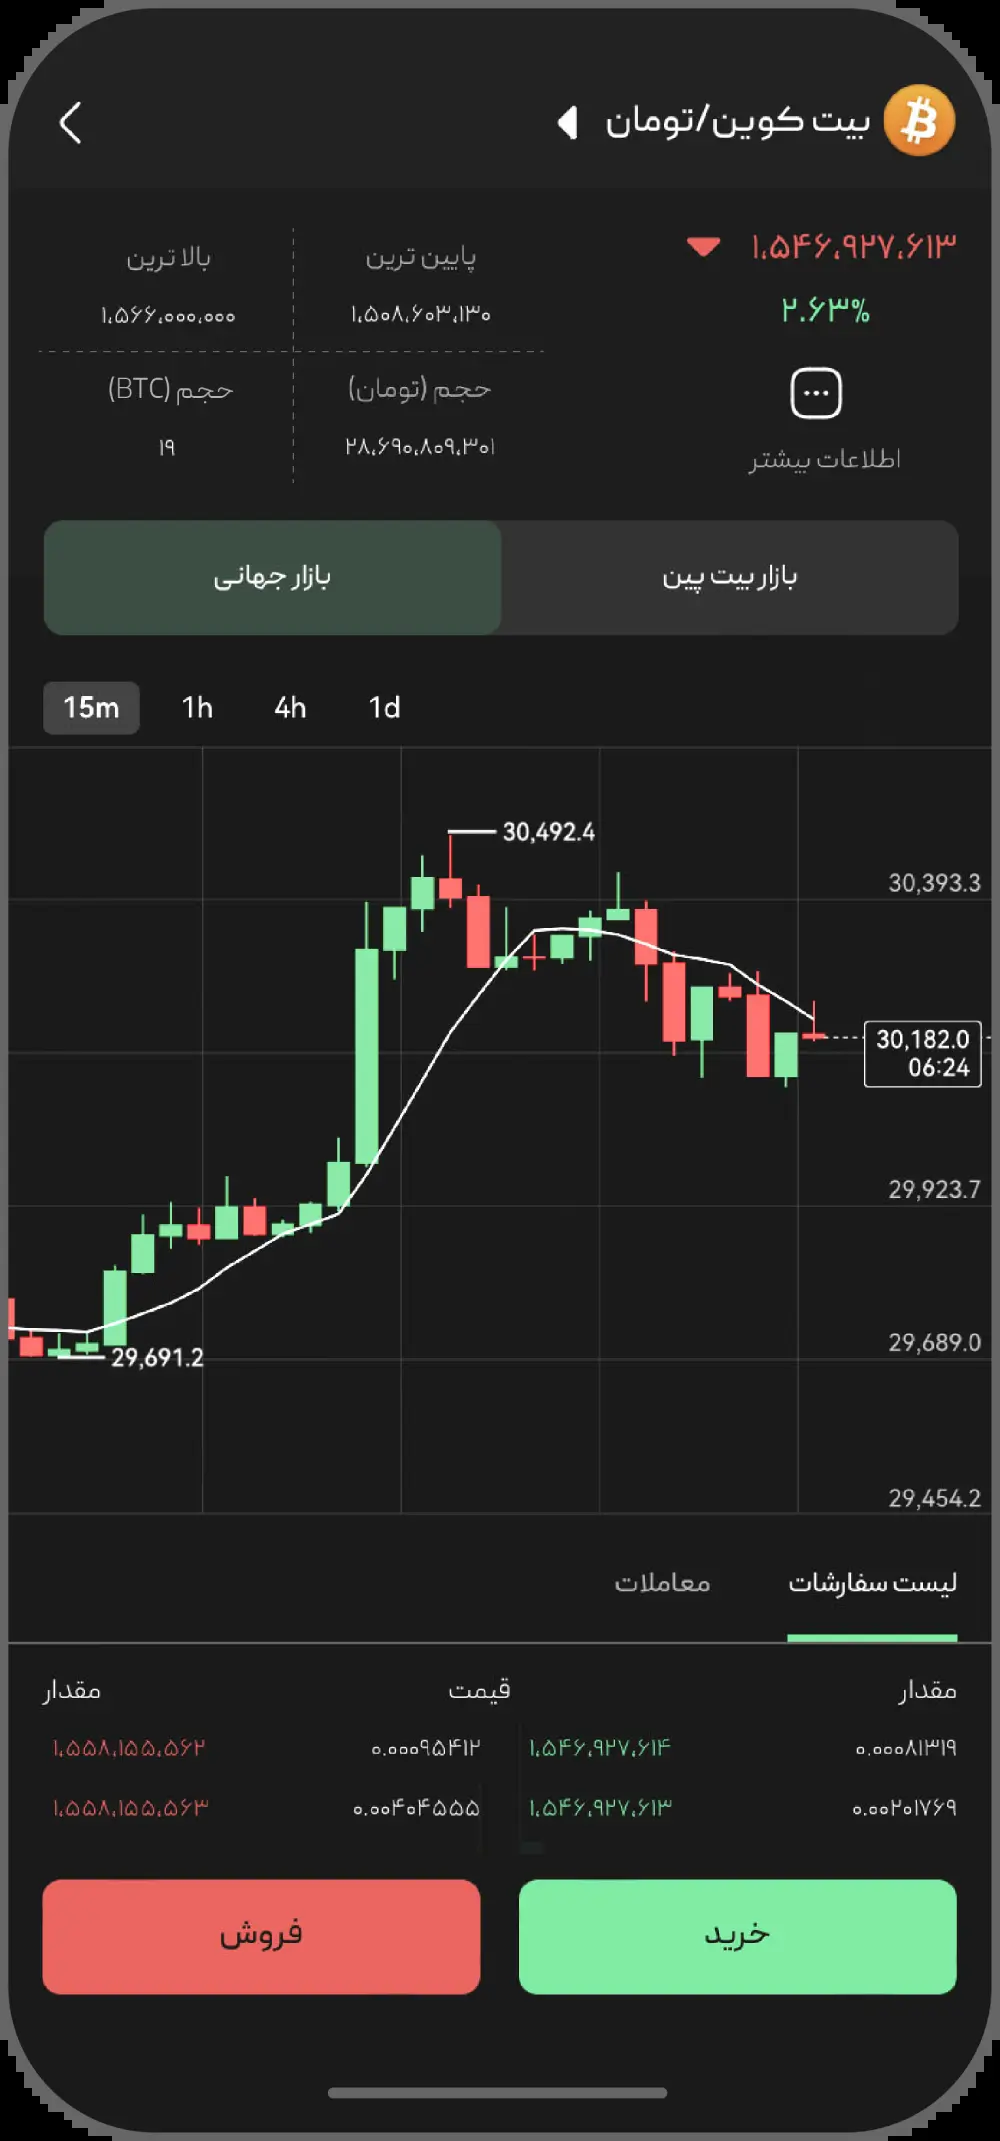 بیت کوین/تومان
۱،۵۴۶،۹۲۷،۶۱۳
۲.۶۳%
اطلاعات بیشتر
پایین ترین
۱،۵۰۸،۶۰۳،۱۳۰
بالا ترین
۱،۵۶۶،۰۰۰،۰۰۰
حجم (تومان)
۲۸،۶۹۰،۸۰۹،۳۰۱
حجم (BTC)
۱۹
بازار بیت پین
بازار جهانی
15m 1h 4h 1d
30,492.4
30,393.3
30,182.0
06:24
29,923.7
29,689.0
29,691.2
29,454.2
لیست سفارشات
معاملات
مقدار قیمت مقدار
۰.۰۰۰۸۱۳۱۹ ۱،۵۴۶،۹۲۷،۶۱۴ ۰.۰۰۰۹۵۴۱۲ ۱،۵۵۸،۱۵۵،۵۶۲
۰.۰۰۲۰۱۷۶۹ ۱،۵۴۶،۹۲۷،۶۱۳ ۰.۰۰۴۰۴۵۵۵ ۱،۵۵۸،۱۵۵،۵۶۳
خرید
فروش